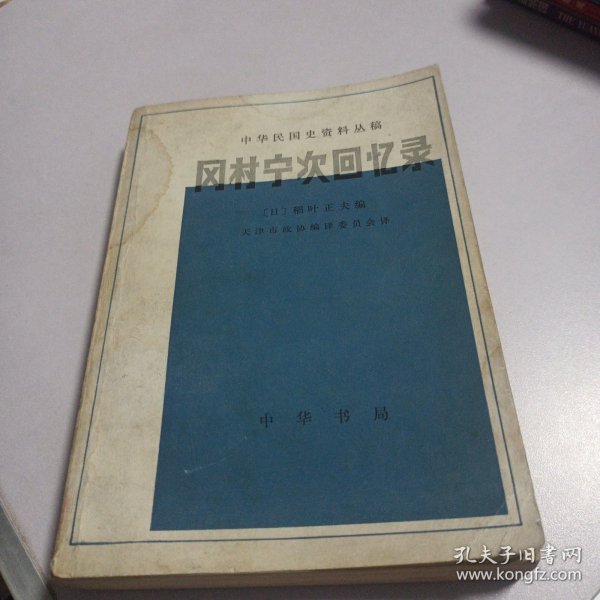 中华民国史资料丛稿
冈村宁次回忆录
〔日〕稻叶正夫编
天津市政协编译委员会译
中华书局
孔夫子旧书网
www.kongfz.com